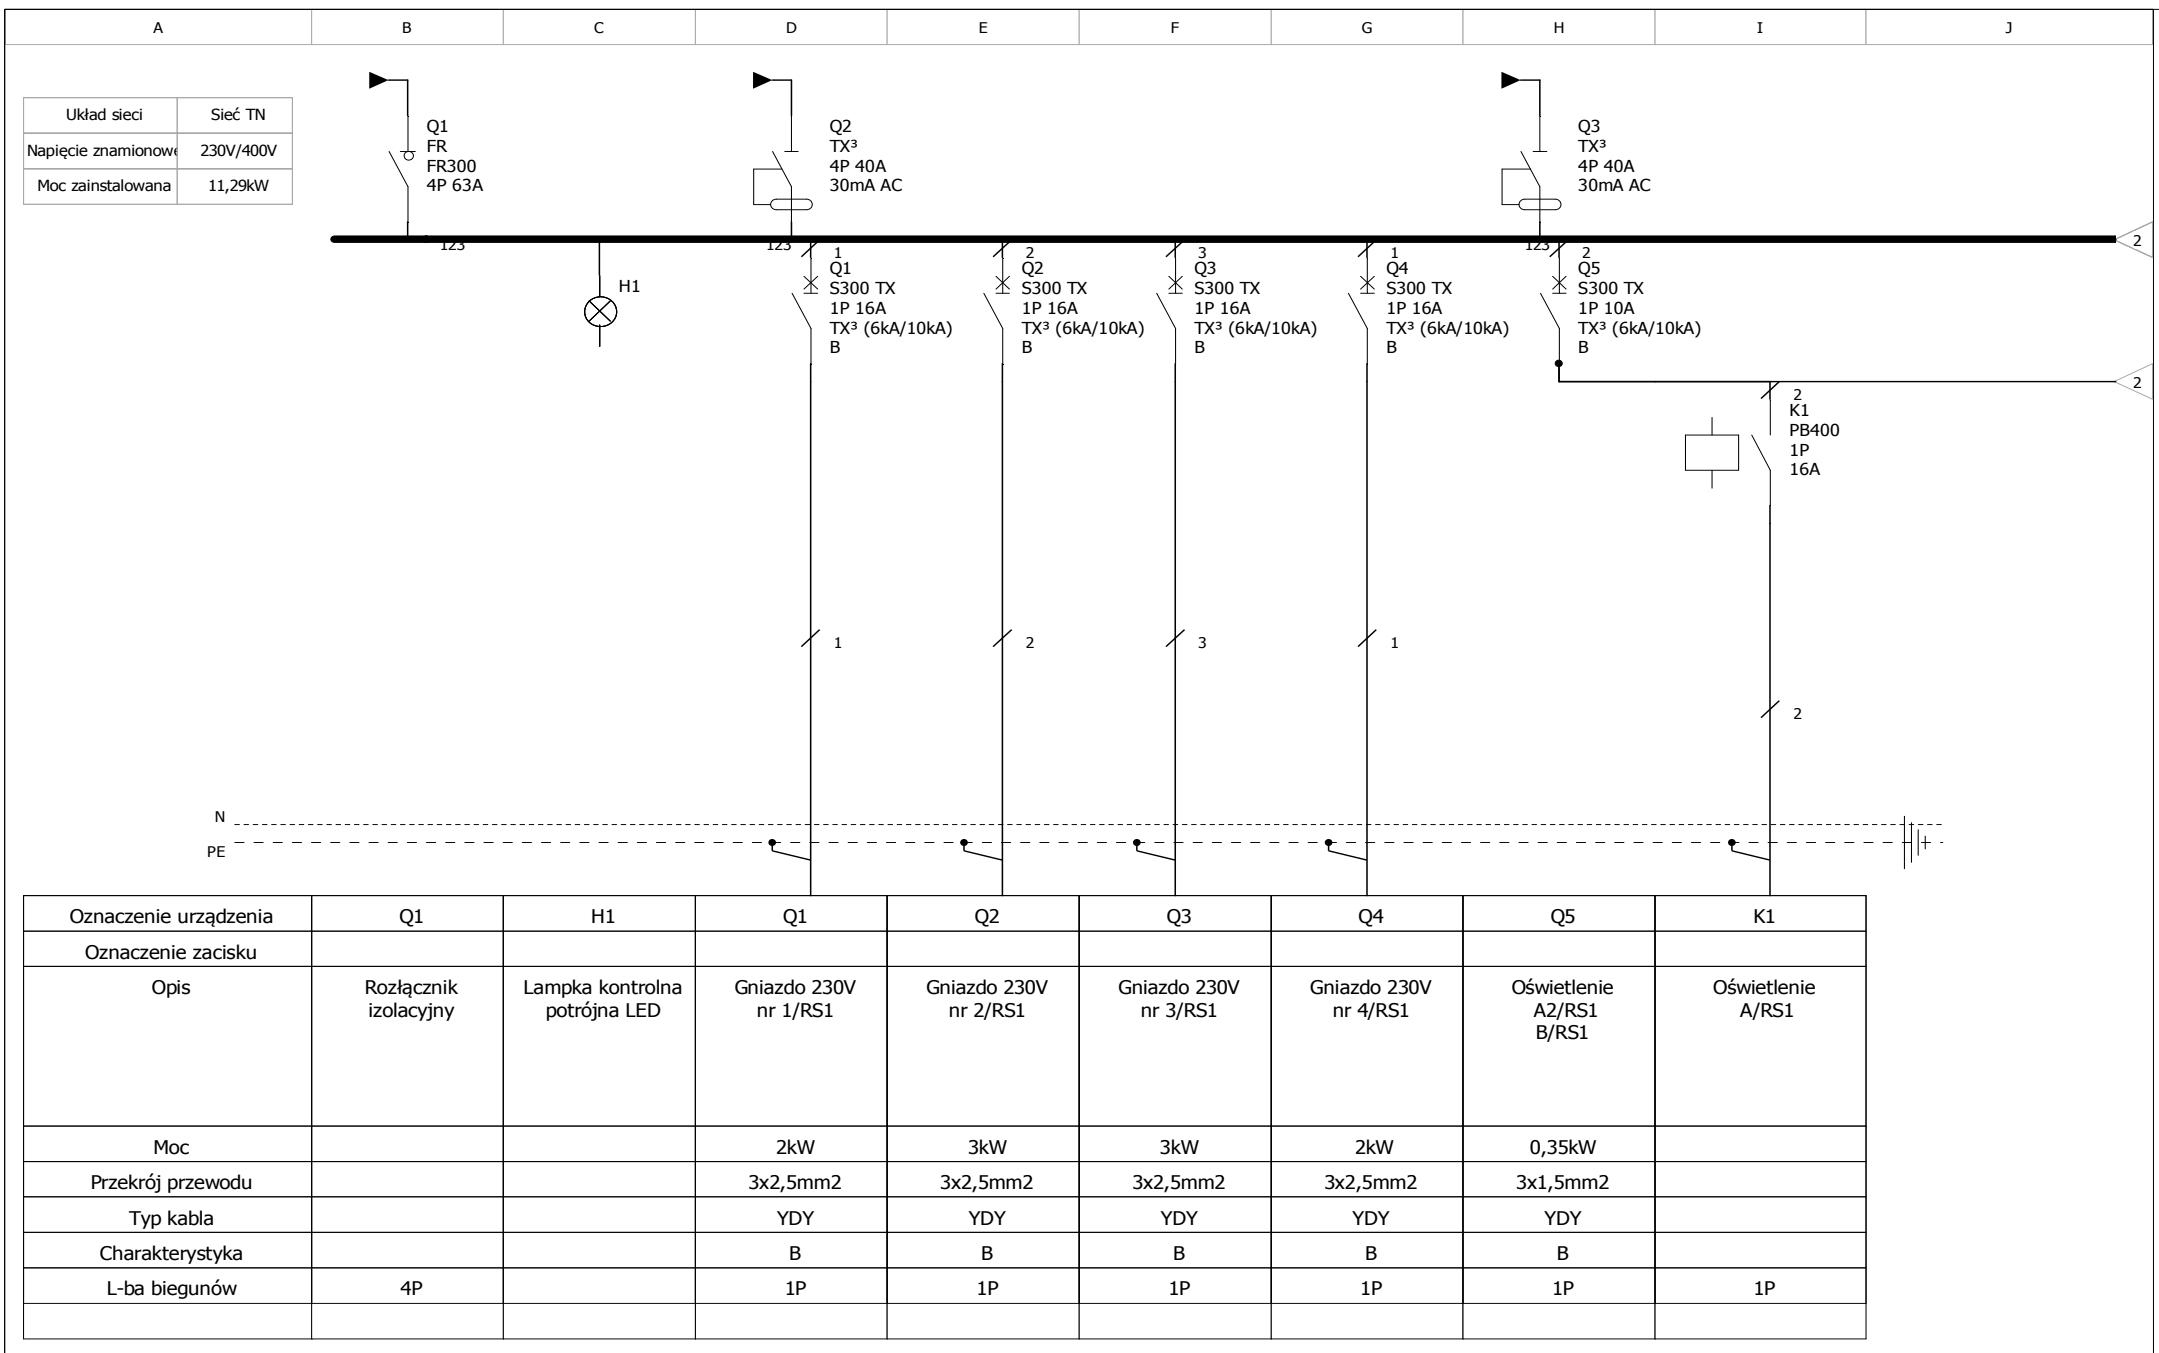 A B C D E F G H I J
Układ sieci Sieć TN
Napięcie znamionowe 230V/400V
Moc zainstalowana 11,29kW
Q1
FR
FR300
4P 63A
Q2
TX³
4P 40A
30mA AC
Q3
TX³
4P 40A
30mA AC
123 123 123 2
H1
1
Q1
S300 TX
1P 16A
TX³ (6kA/10kA)
B
2
Q2
S300 TX
1P 16A
TX³ (6kA/10kA)
B
3
Q3
S300 TX
1P 16A
TX³ (6kA/10kA)
B
1
Q4
S300 TX
1P 16A
TX³ (6kA/10kA)
B
2
Q5
S300 TX
1P 10A
TX³ (6kA/10kA)
B
2
2
K1
PB400
1P
16A
1 2 3 1
2
N
PE
Oznaczenie urządzenia Q1 H1 Q1 Q2 Q3 Q4 Q5 K1
Oznaczenie zacisku
Opis
Rozłącznik
izolacyjny
Lampka kontrolna
potrójna LED
Gniazdo 230V
nr 1/RS1
Gniazdo 230V
nr 2/RS1
Gniazdo 230V
nr 3/RS1
Gniazdo 230V
nr 4/RS1
Oświetlenie
A2/RS1
B/RS1
Oświetlenie
A/RS1
Moc 2kW 3kW 3kW 2kW 0,35kW
Przekrój przewodu 3x2,5mm2 3x2,5mm2 3x2,5mm2 3x2,5mm2 3x1,5mm2
Typ kabla YDY YDY YDY YDY YDY
Charakterystyka B B B B B
L-ba biegunów 4P 1P 1P 1P 1P 1P 1P